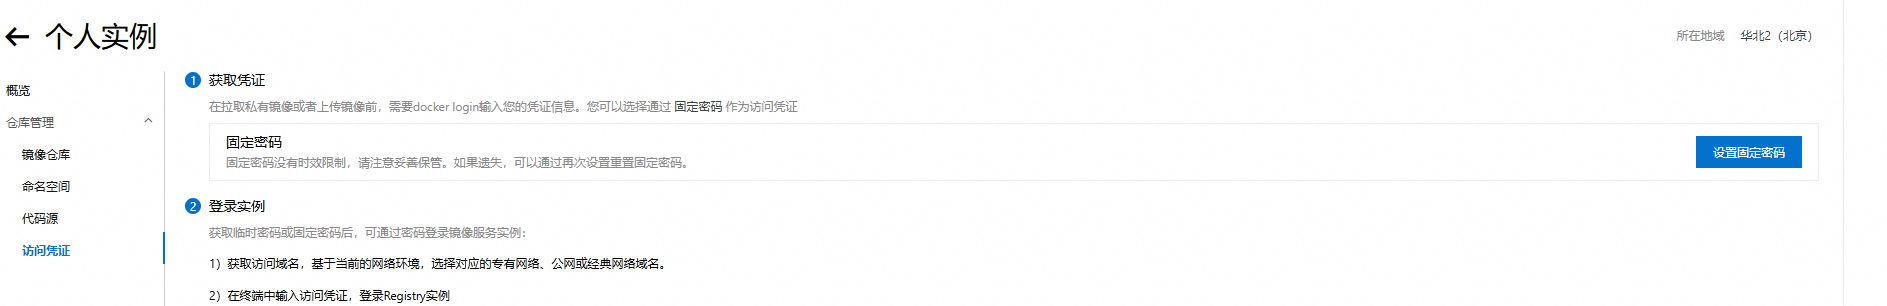 个人实例
所在地域 华北2（北京）
概览
仓库管理
镜像仓库
命名空间
代码源
访问凭证
1 获取凭证
在拉取私有镜像或者上传镜像前，需要docker login输入您的凭证信息。您可以选择通过 固定密码 作为访问凭证
固定密码
固定密码没有时效限制，请注意妥善保管。如果遗失，可以通过再次设置重置固定密码。
设置固定密码
2 登录实例
获取临时密码或固定密码后，可通过密码登录镜像服务实例：
1）获取访问域名，基于当前的网络环境，选择对应的专有网络、公网或经典网络域名。
2）在终端中输入访问凭证，登录Registry实例